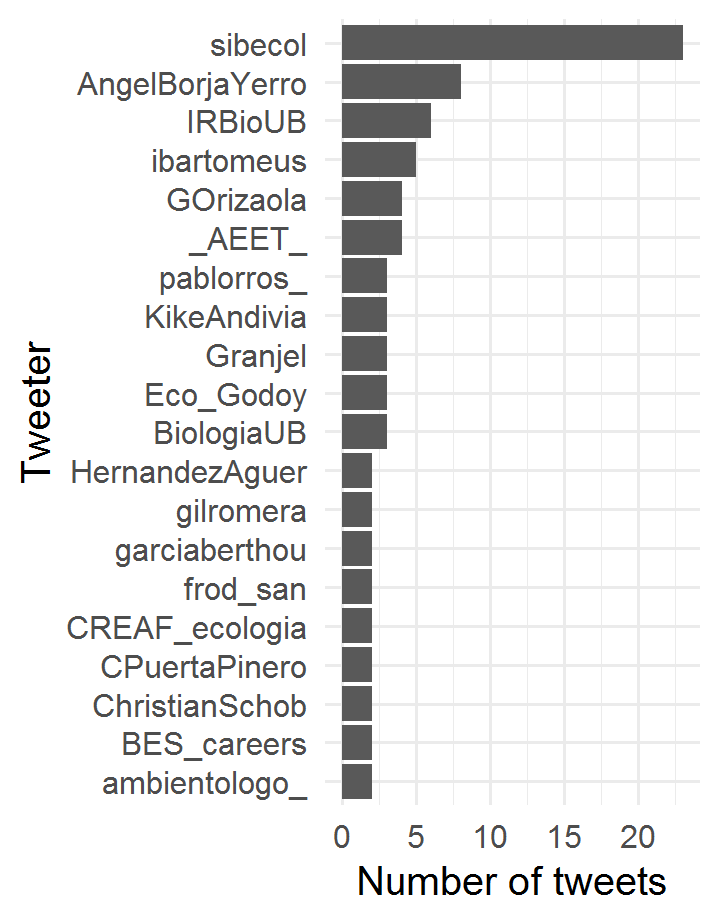 sibecol
AngelBorjaYerro
IRBioUB
ibartomeus
GOrizaola
_AEET_
pablorros_
KikeAndivia
Granjel
Eco_Godoy
BiologiaUB
HernandezAguer
gilromera
garciaberthou
frod_san
CREAF_ecologia
CPuertaPinero
ChristianSchob
BES_careers
ambientologo_
Tweeter
0 5 10 15 20
Number of tweets